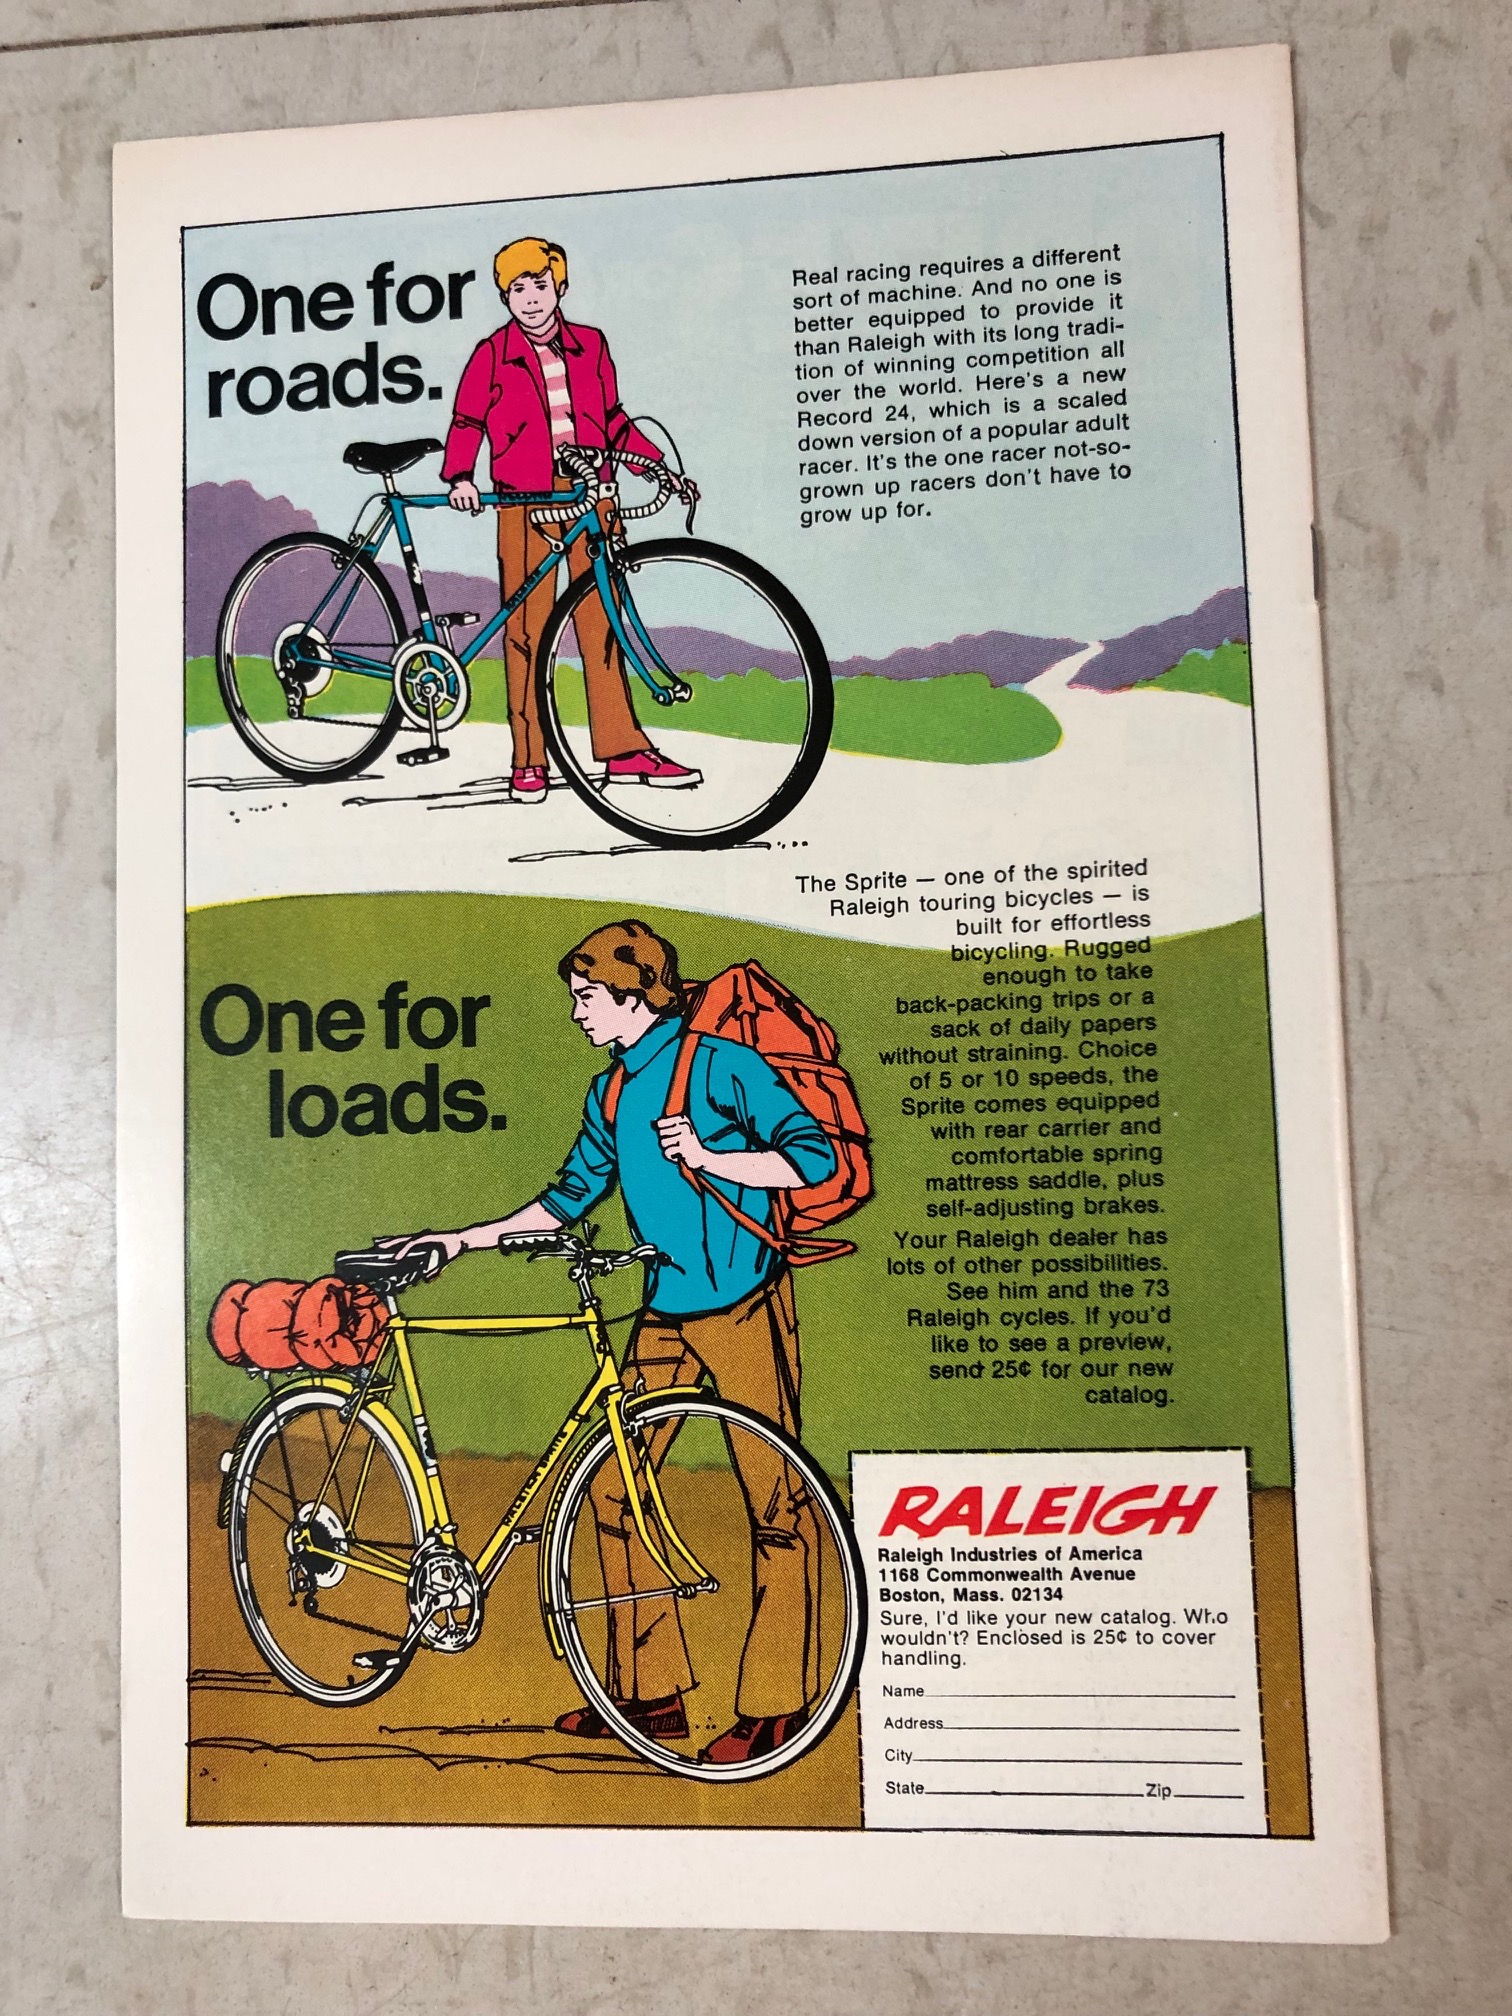 One for
roads.
Real racing requires a different
sort of machine. And no one is
better equipped to provide it
than Raleigh with its long tradi-
tion of winning competition all
over the world. Here's a new
Record 24, which is a scaled
down version of a popular adult
racer. It's the one racer not-so-
grown up racers don't have to
grow up for.
RALEIGH
The Sprite — one of the spirited
Raleigh touring bicycles — is
built for effortless
bicycling. Rugged
enough to take
back-packing trips or a
sack of daily papers
without straining. Choice
of 5 or 10 speeds, the
Sprite comes equipped
with rear carrier and
comfortable spring
mattress saddle, plus
self-adjusting brakes.
Your Raleigh dealer has
lots of other possibilities.
See him and the 73
Raleigh cycles. If you'd
like to see a preview,
send 25¢ for our new
catalog.
One for
loads.
RALEIGH SPRITE
RALEIGH
Raleigh Industries of America
1168 Commonwealth Avenue
Boston, Mass. 02134
Sure, I'd like your new catalog. Who
wouldn't? Enclosed is 25¢ to cover
handling.
Name
Address
City
State Zip